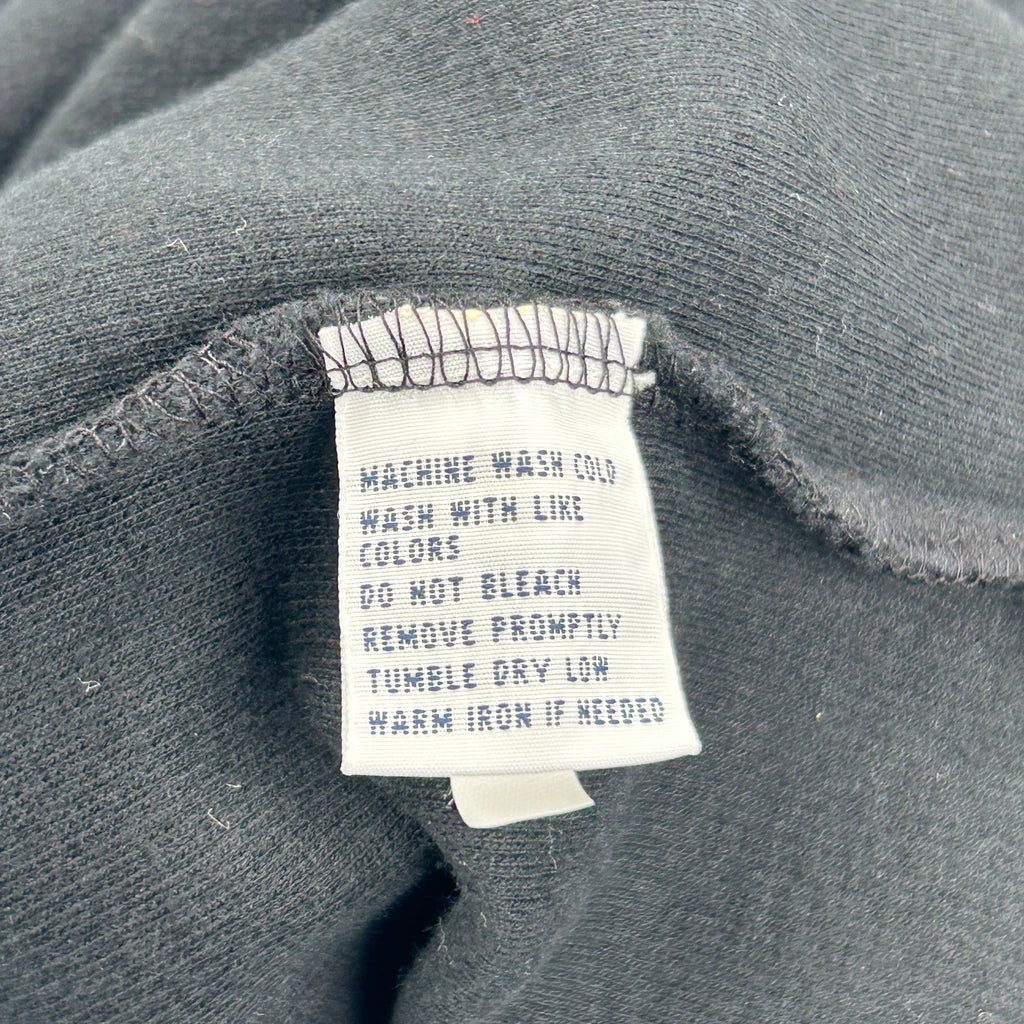 MACHINE WASH COLD
WASH WITH LIKE
COLORS
DO NOT BLEACH
REMOVE PROMPTLY
TUMBLE DRY LOW
WARM IRON IF NEEDED